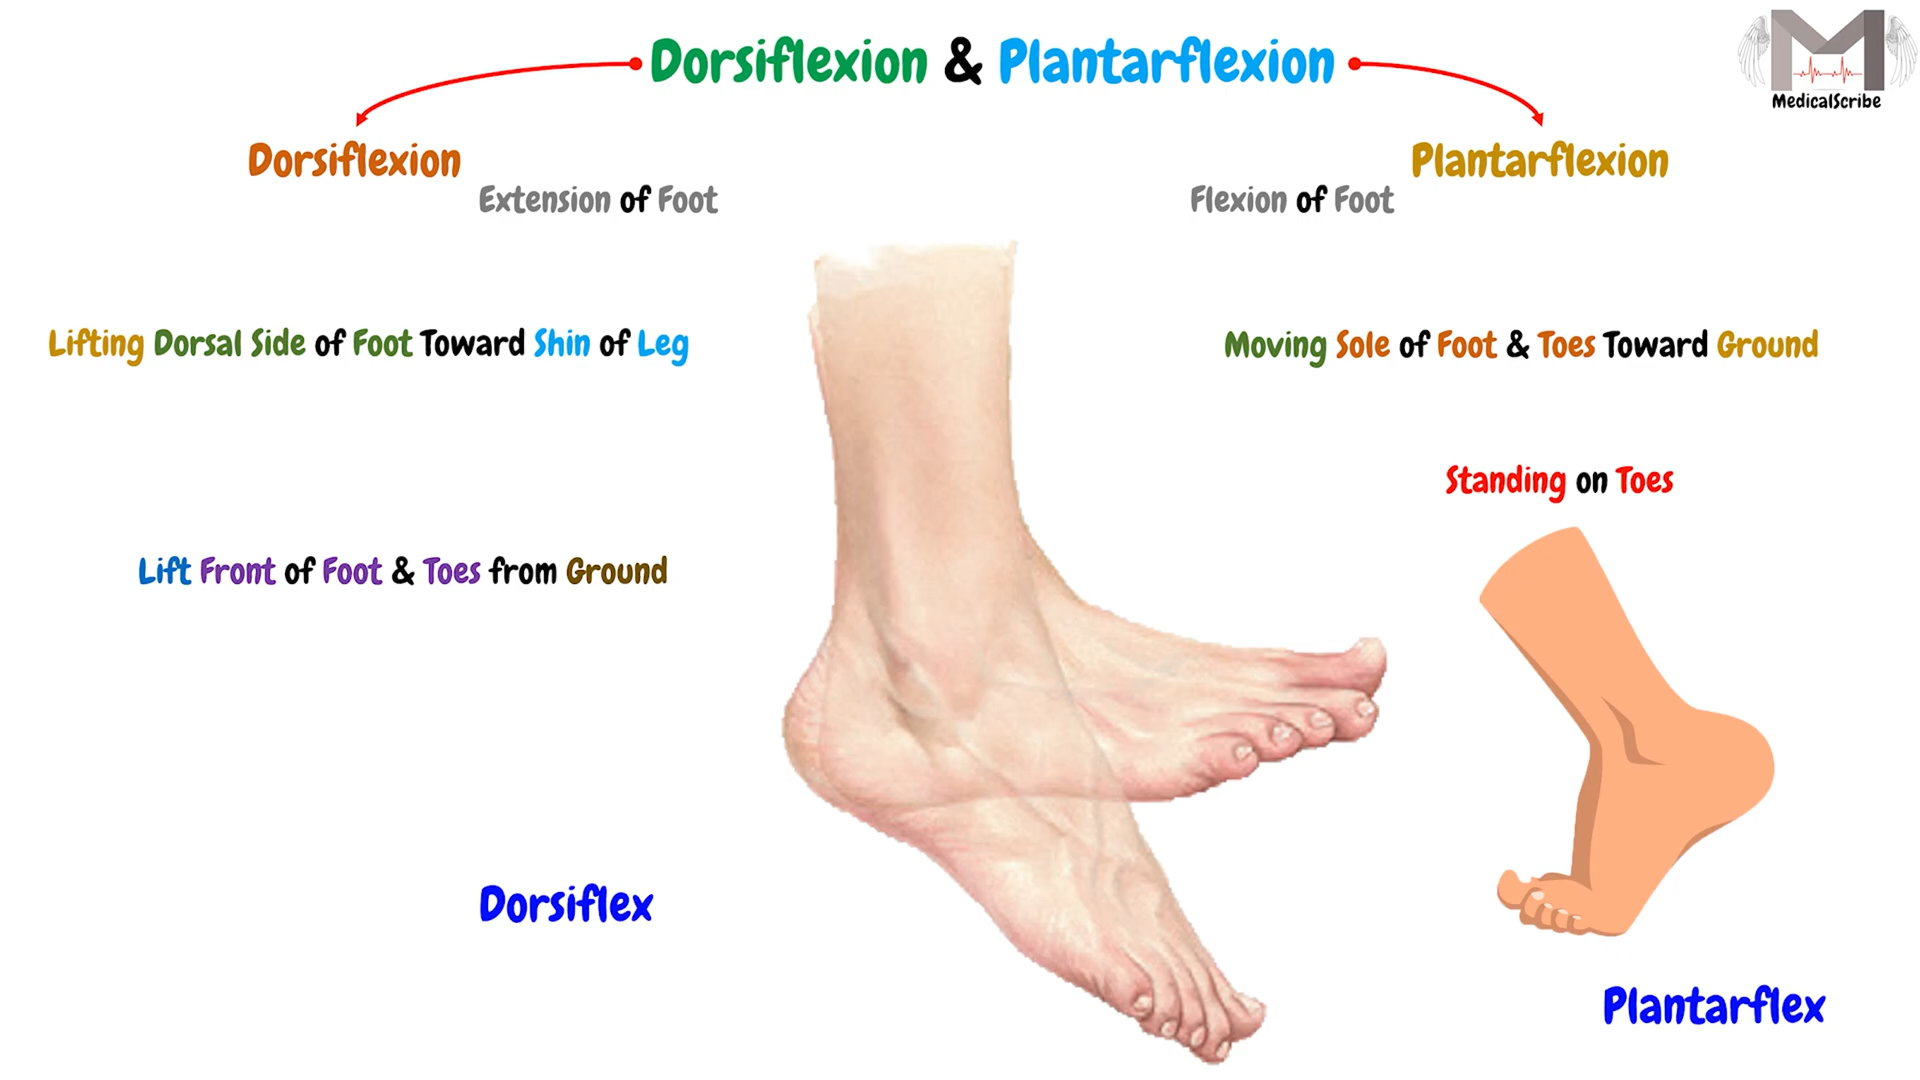 Dorsiflexion & Plantarflexion
MedicalScribe
Dorsiflexion
Extension of Foot
Plantarflexion
Flexion of Foot
Lifting Dorsal Side of Foot Toward Shin of Leg
Moving Sole of Foot & Toes Toward Ground
Standing on Toes
Lift Front of Foot & Toes from Ground
Dorsiflex
Plantarflex